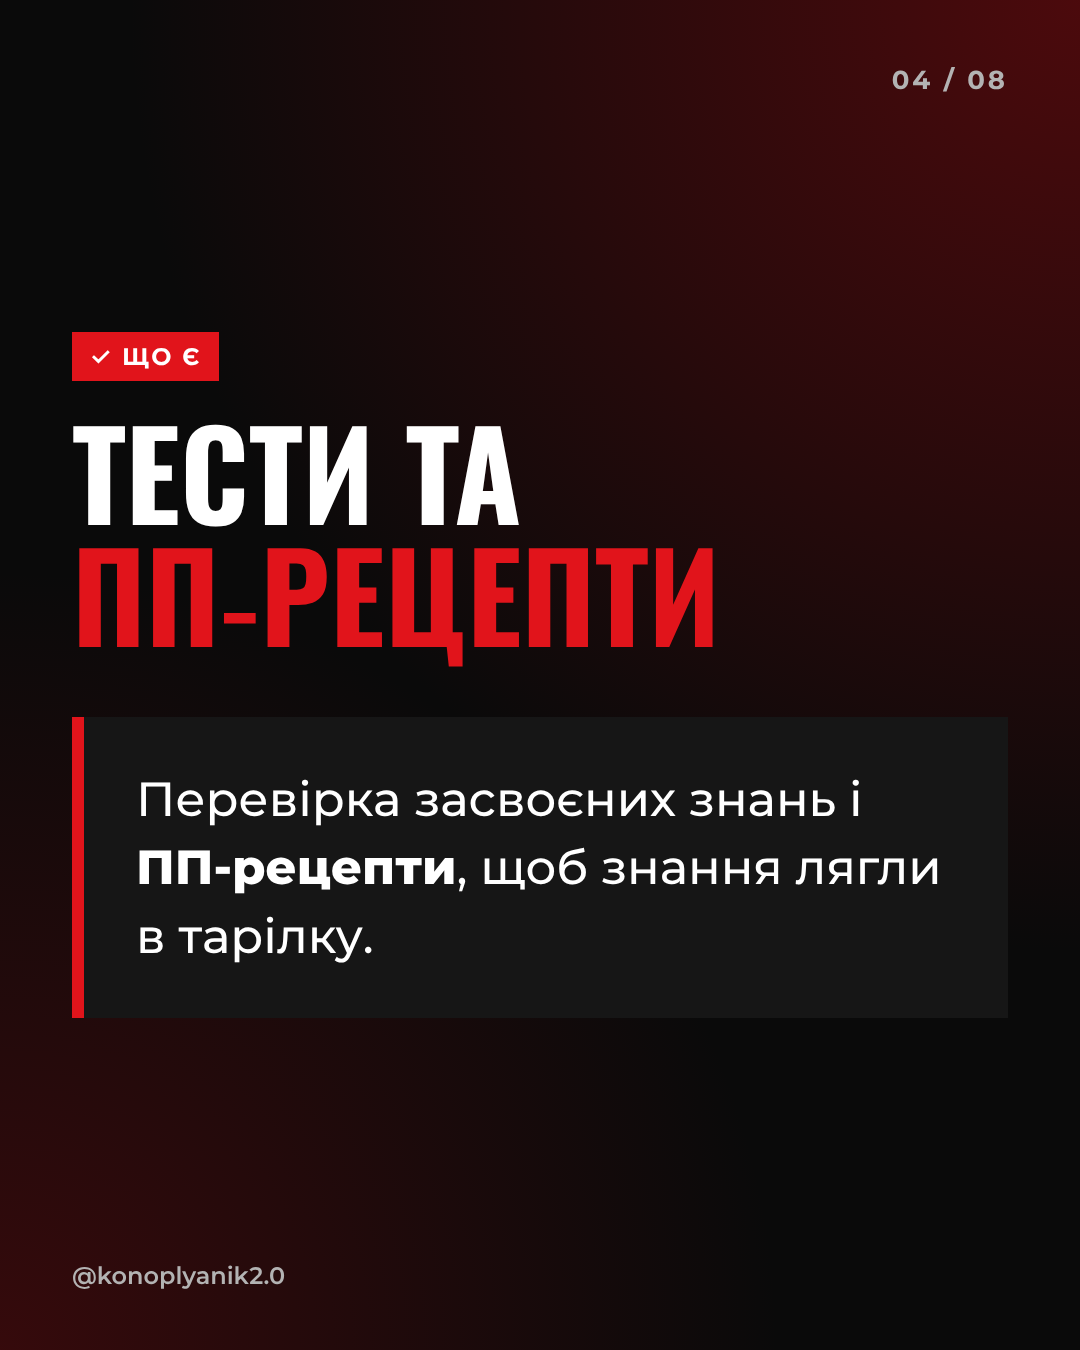 04 / 08
✓ ЩО Є
ТЕСТИ ТА
ПП-РЕЦЕПТИ
Перевірка засвоєних знань і
ПП-рецепти, щоб знання лягли
в тарілку.
@konoplyanik2.0